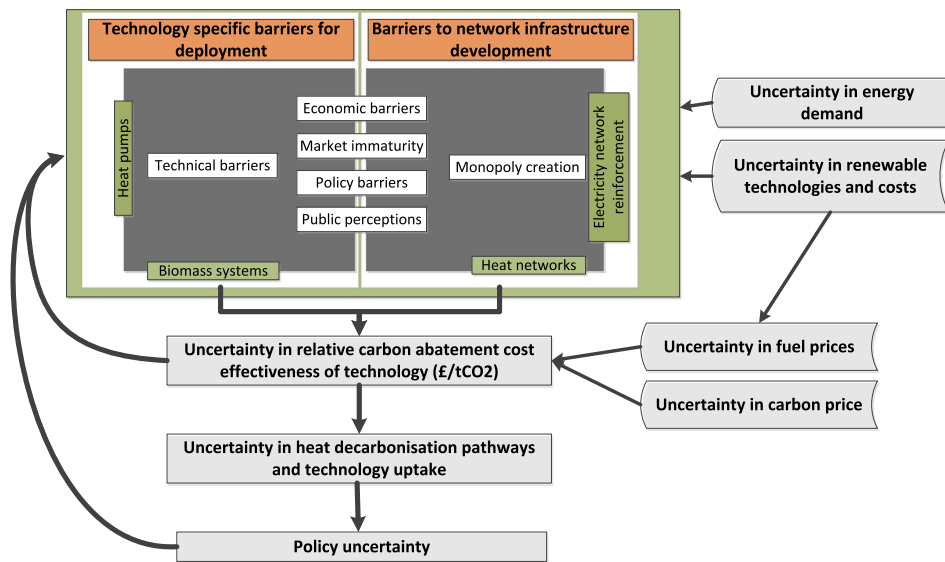 Technology specific barriers for
deployment
Barriers to network infrastructure
development
Heat pumps
Technical barriers
Economic barriers
Market immaturity
Policy barriers
Public perceptions
Monopoly creation
Electricity network
reinforcement
Biomass systems
Heat networks
Uncertainty in energy
demand
Uncertainty in renewable
technologies and costs
Uncertainty in relative carbon abatement cost
effectiveness of technology (£/tCO2)
Uncertainty in fuel prices
Uncertainty in carbon price
Uncertainty in heat decarbonisation pathways
and technology uptake
Policy uncertainty